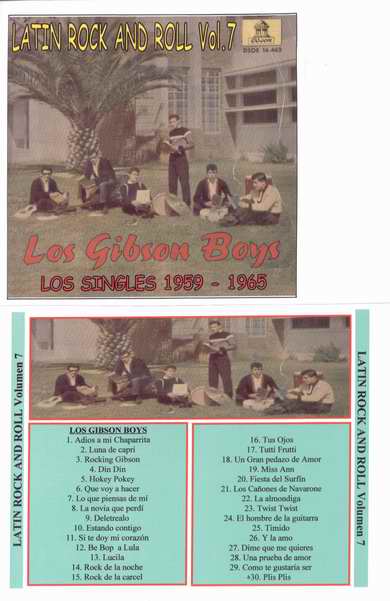 LATIN ROCK AND ROLL Vol.7
ODEON
DSOE 16.463
Los Gibson Boys
LOS SINGLES 1959 - 1965
LATIN ROCK AND ROLL Volumen 7
LOS GIBSON BOYS
1. Adios a mi Chaparrita
2. Luna de capri
3. Rocking Gibson
4. Din Din
5. Hokey Pokey
6. Que voy a hacer
7. Lo que piensas de mí
8. La novia que perdí
9. Deletrealo
10. Estando contigo
11. Si te doy mi corazón
12. Be Bop a Lula
13. Lucila
14. Rock de la noche
15. Rock de la carcel
16. Tus Ojos
17. Tutti Frutti
18. Un Gran pedazo de Amor
19. Miss Ann
20. Fiesta del Surfin
21. Los Cañones de Navarone
22. La almondiga
23. Twist Twist
24. El hombre de la guitarra
25. Timido
26. Y la amo
27. Dime que me quieres
28. Una prueba de amor
29. Como te gustaría ser
+30. Plis Plis
LATIN ROCK AND ROLL Volumen 7